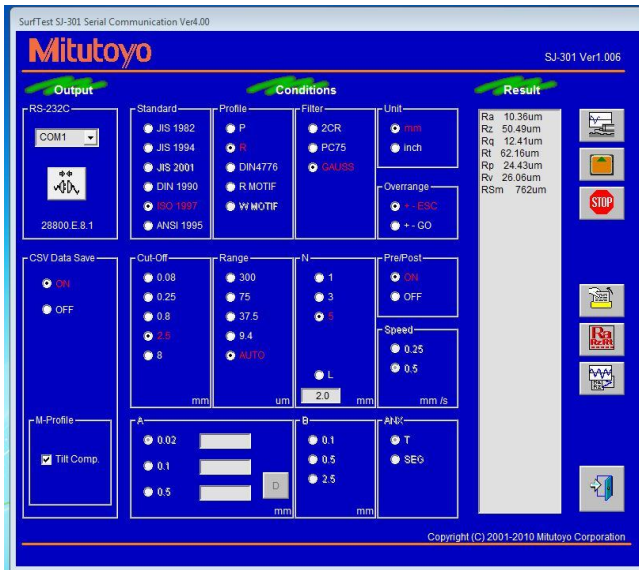 SurfTest SJ-301 Serial Communication Ver4.00
Mitutoyo
SJ-301 Ver1.006
Output
Conditions
Result
RS-232C
COM1
28800.E.8.1
Standard
JIS 1982
JIS 1994
JIS 2001
DIN 1990
ISO 1997
ANSI 1995
Profile
P
R
DIN4776
R MOTIF
W MOTIF
Filter
2CR
PC75
GAUSS
Unit
mm
inch
Overrange
+ - ESC
+ - GO
Ra 10.36um
Rz 50.49um
Rq 12.41um
Rt 62.16um
Rp 24.43um
Rv 26.06um
RSm 762um
STOP
CSV Data Save
ON
OFF
Cut-Off
0.08
0.25
0.8
2.5
8
mm
Range
300
75
37.5
9.4
AUTO
um
N
1
3
5
L
2.0 mm
Pre/Post
ON
OFF
Speed
0.25
0.5
mm /s
Ra
RzRt
M-Profile
Tilt Comp.
A
0.02
0.1
0.5
D
mm
B
0.1
0.5
2.5
mm
ANX
T
SEG
Copyright (C) 2001-2010 Mitutoyo Corporation